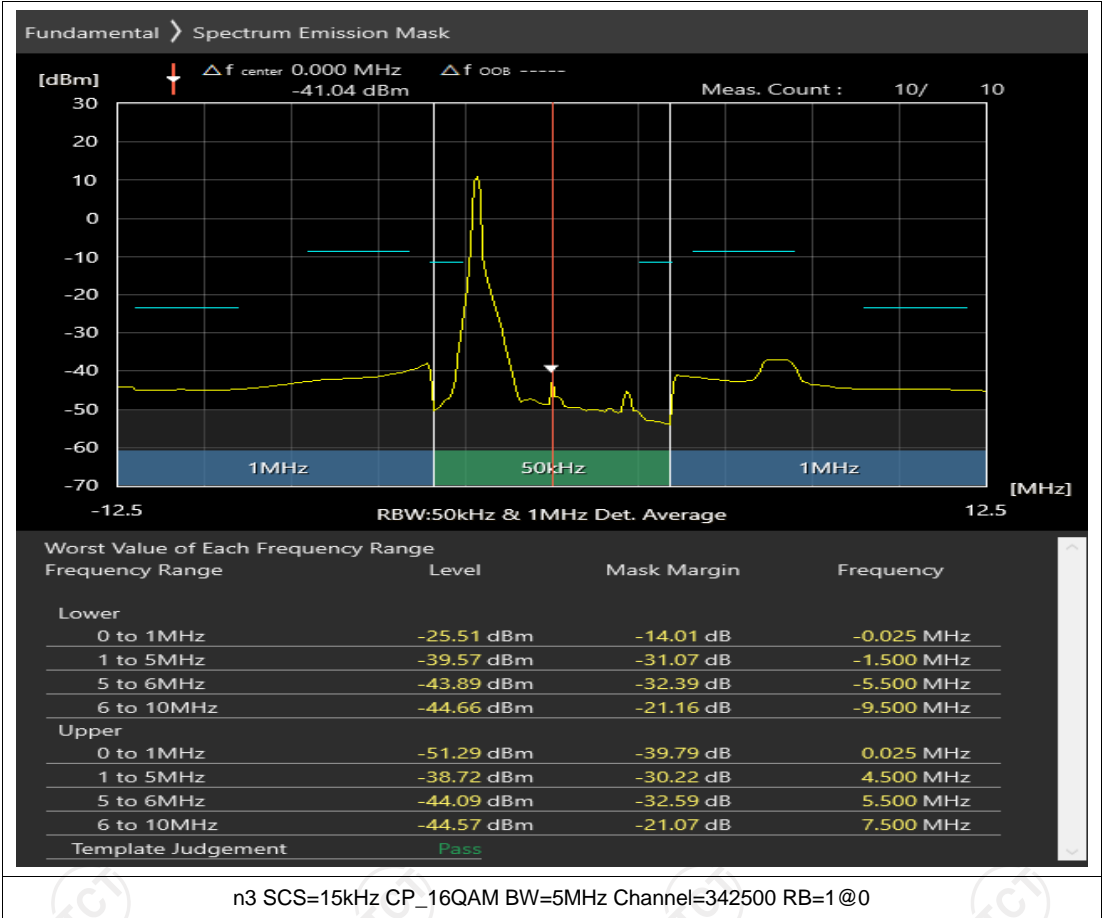 Fundamental ❯ Spectrum Emission Mask
[dBm] △f center 0.000 MHz △f OOB -----
-41.04 dBm Meas. Count : 10/ 10
30
20
10
0
-10
-20
-30
-40
-50
-60
-70
1MHz 50kHz 1MHz
[MHz]
-12.5 RBW:50kHz & 1MHz Det. Average 12.5
Worst Value of Each Frequency Range
Frequency Range Level Mask Margin Frequency
Lower
0 to 1MHz -25.51 dBm -14.01 dB -0.025 MHz
1 to 5MHz -39.57 dBm -31.07 dB -1.500 MHz
5 to 6MHz -43.89 dBm -32.39 dB -5.500 MHz
6 to 10MHz -44.66 dBm -21.16 dB -9.500 MHz
Upper
0 to 1MHz -51.29 dBm -39.79 dB 0.025 MHz
1 to 5MHz -38.72 dBm -30.22 dB 4.500 MHz
5 to 6MHz -44.09 dBm -32.59 dB 5.500 MHz
6 to 10MHz -44.57 dBm -21.07 dB 7.500 MHz
Template Judgement Pass
n3 SCS=15kHz CP_16QAM BW=5MHz Channel=342500 RB=1@0
TCT TCT TCT TCT